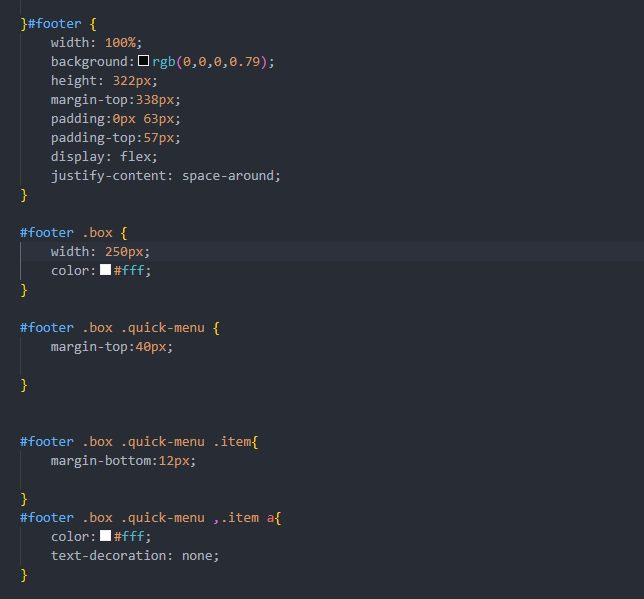 }#footer {
width: 100%;
background:rgb(0,0,0,0.79);
height: 322px;
margin-top:338px;
padding:0px 63px;
padding-top:57px;
display: flex;
justify-content: space-around;
}
#footer .box {
width: 250px;
color:#fff;
}
#footer .box .quick-menu {
margin-top:40px;
}
#footer .box .quick-menu .item{
margin-bottom:12px;
}
#footer .box .quick-menu ,.item a{
color:#fff;
text-decoration: none;
}